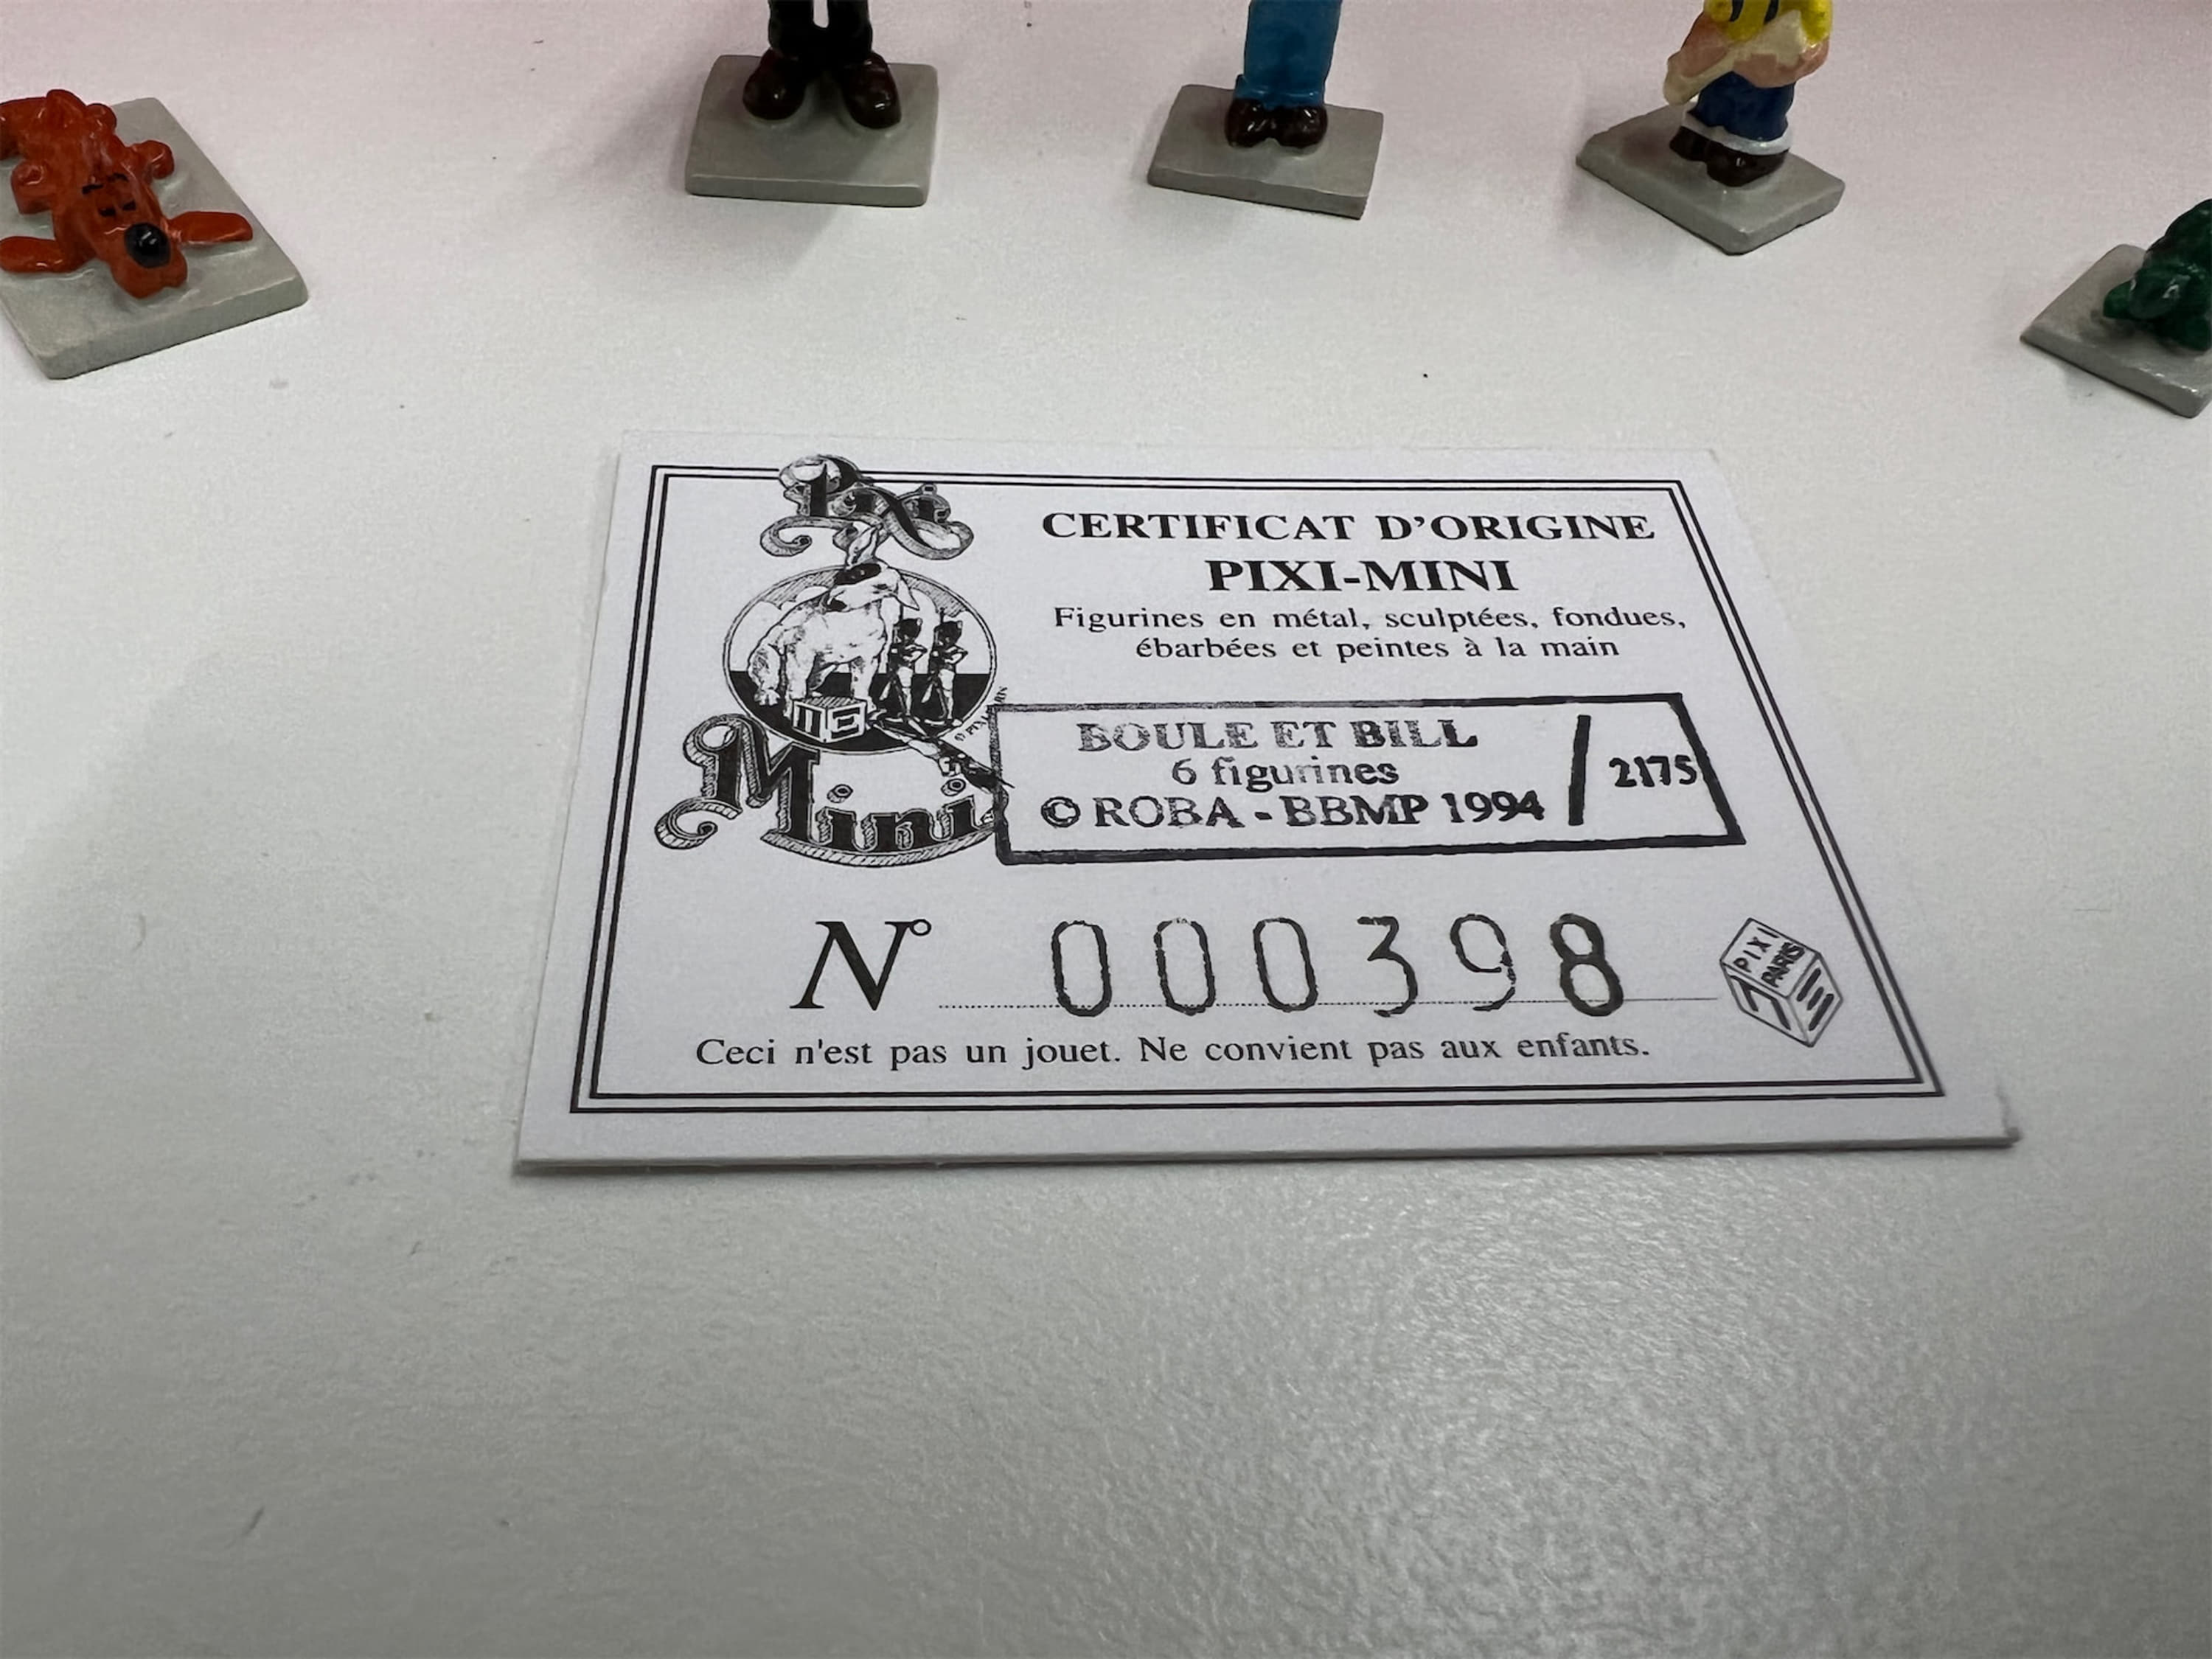 Pixi
Mini
CERTIFICAT D'ORIGINE
PIXI-MINI
Figurines en métal, sculptées, fondues,
ébarbées et peintes à la main
BOULE ET BILL
6 figurines
© ROBA - BBMP 1994 / 2175
N° 000398
PIXI
PARIS
Ceci n'est pas un jouet. Ne convient pas aux enfants.